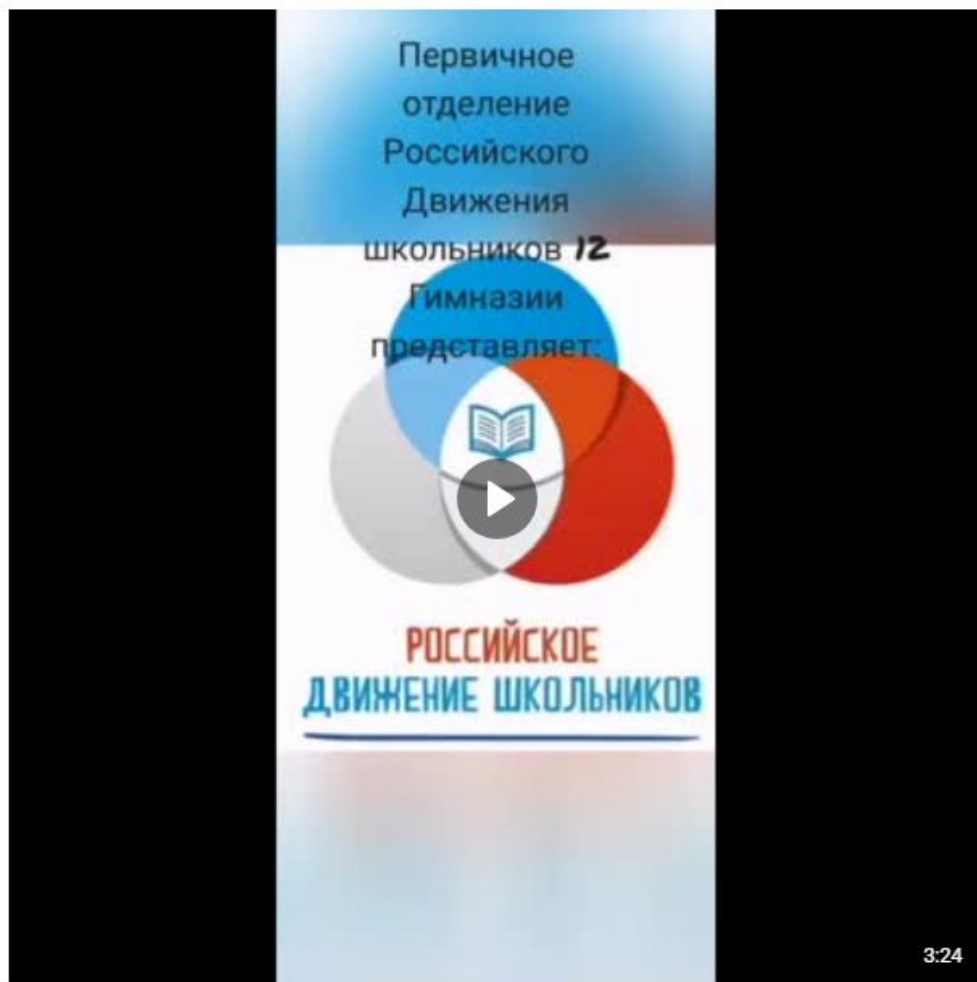 Первичное
отделение
Российского
Движения
школьников 12
Гимназии
представляет:
РОССИЙСКОЕ
ДВИЖЕНИЕ ШКОЛЬНИКОВ
3:24